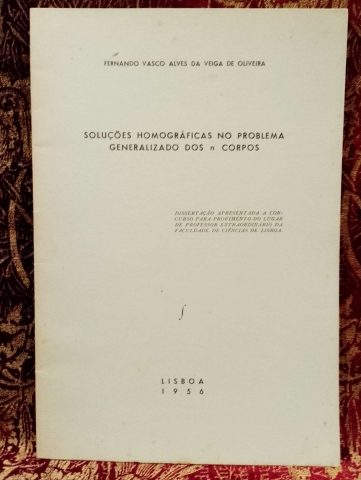 FERNANDO VASCO ALVES DA VEIGA DE OLIVEIRA
SOLUÇÕES HOMOGRÁFICAS NO PROBLEMA
GENERALIZADO DOS n CORPOS
DISSERTAÇÃO APRESENTADA A CON-
CURSO PARA PROVIMENTO DO LUGAR
DE PROFESSOR EXTRAORDINÁRIO DA
FACULDADE DE CIÊNCIAS DE LISBOA.
∫
LISBOA
1956